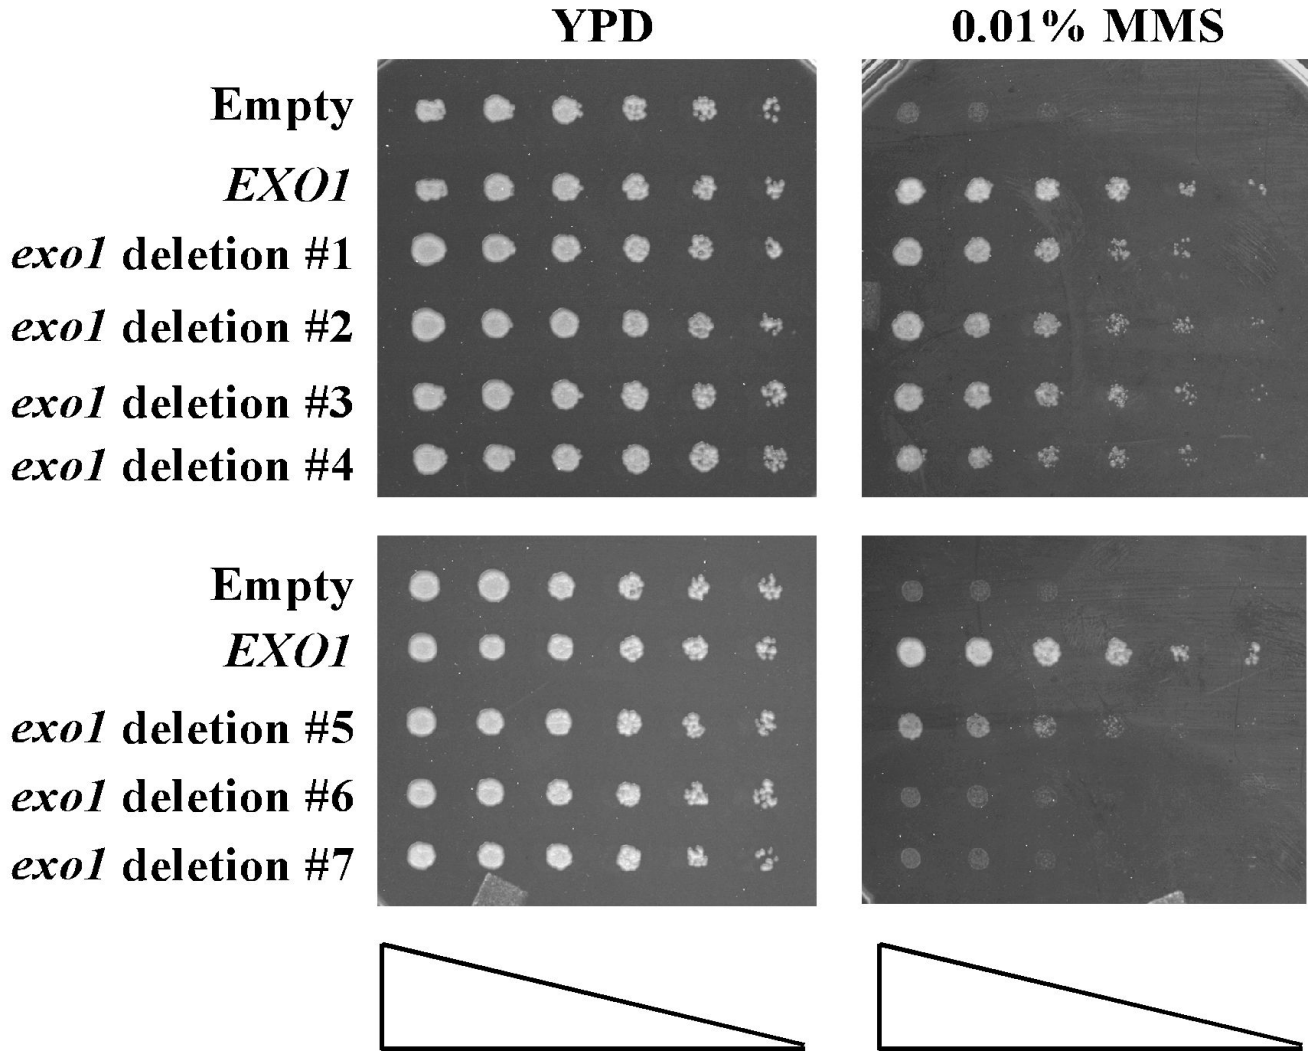 YPD 0.01% MMS
Empty
EXO1
exo1 deletion #1
exo1 deletion #2
exo1 deletion #3
exo1 deletion #4
Empty
EXO1
exo1 deletion #5
exo1 deletion #6
exo1 deletion #7